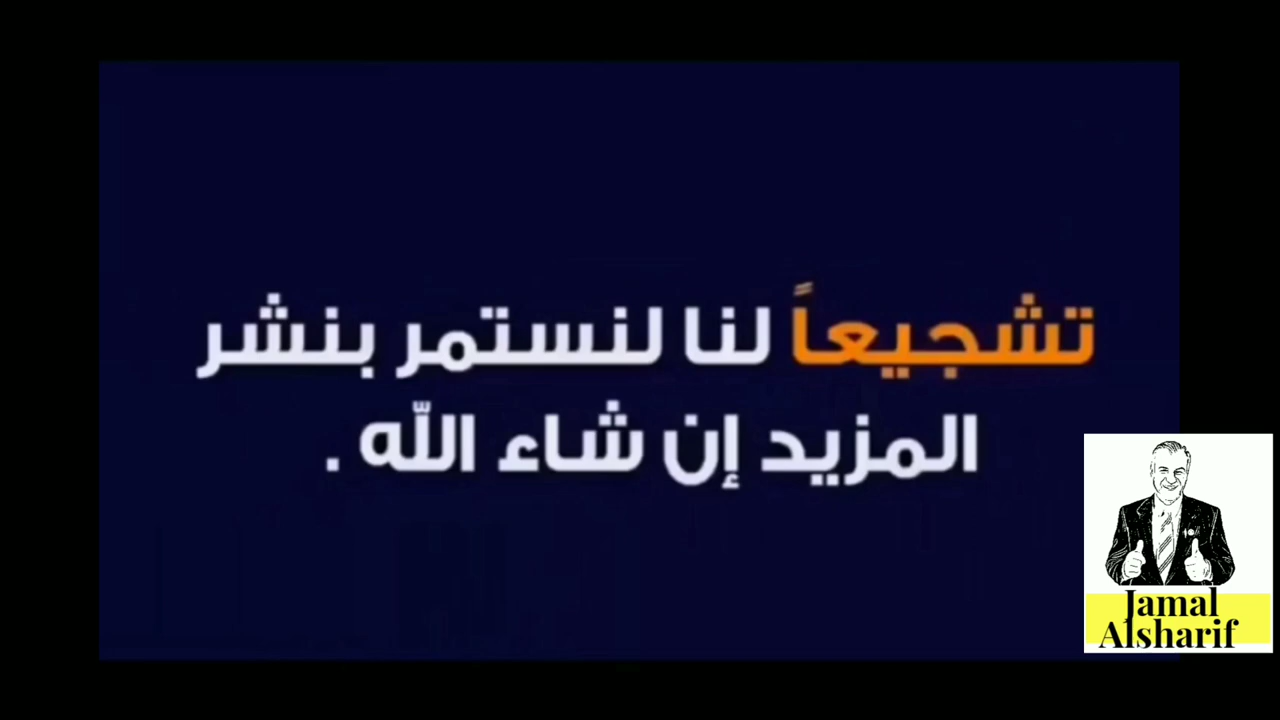 تشجيعاً لنا لنستمر بنشر
المزيد إن شاء الله .
Jamal
Alsharif